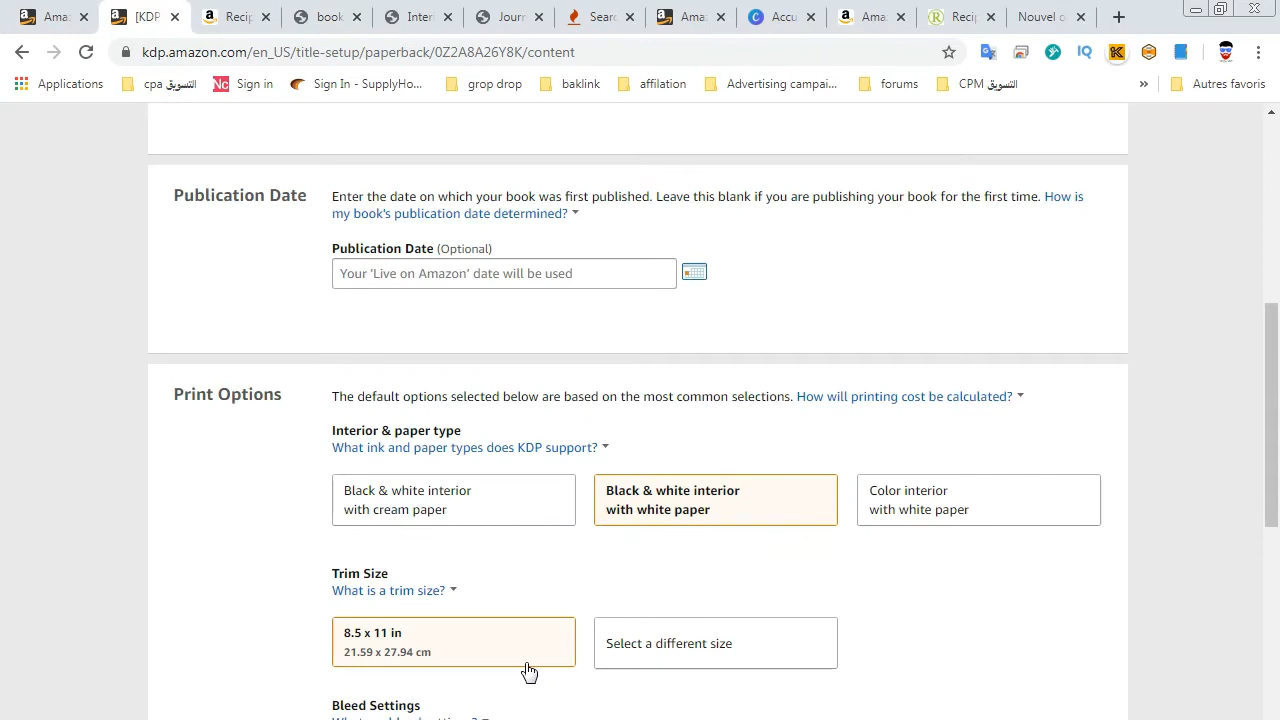 Ama:
[KDP
Recip
book
Inter
Journ
Searc
Amaz
Accu
Ama:
Recip
Nouvel o
kdp.amazon.com/en_US/title-setup/paperback/0Z2A8A26Y8K/content
Applications
cpa التسويق
Sign in
Sign In - SupplyHo...
grop drop
baklink
affilation
Advertising campai...
forums
CPM التسويق
»
Autres favoris
Publication Date
Enter the date on which your book was first published. Leave this blank if you are publishing your book for the first time. How is
my book's publication date determined?
Publication Date (Optional)
Your 'Live on Amazon' date will be used
Print Options
The default options selected below are based on the most common selections. How will printing cost be calculated?
Interior & paper type
What ink and paper types does KDP support?
Black & white interior
with cream paper
Black & white interior
with white paper
Color interior
with white paper
Trim Size
What is a trim size?
8.5 x 11 in
21.59 x 27.94 cm
Select a different size
Bleed Settings